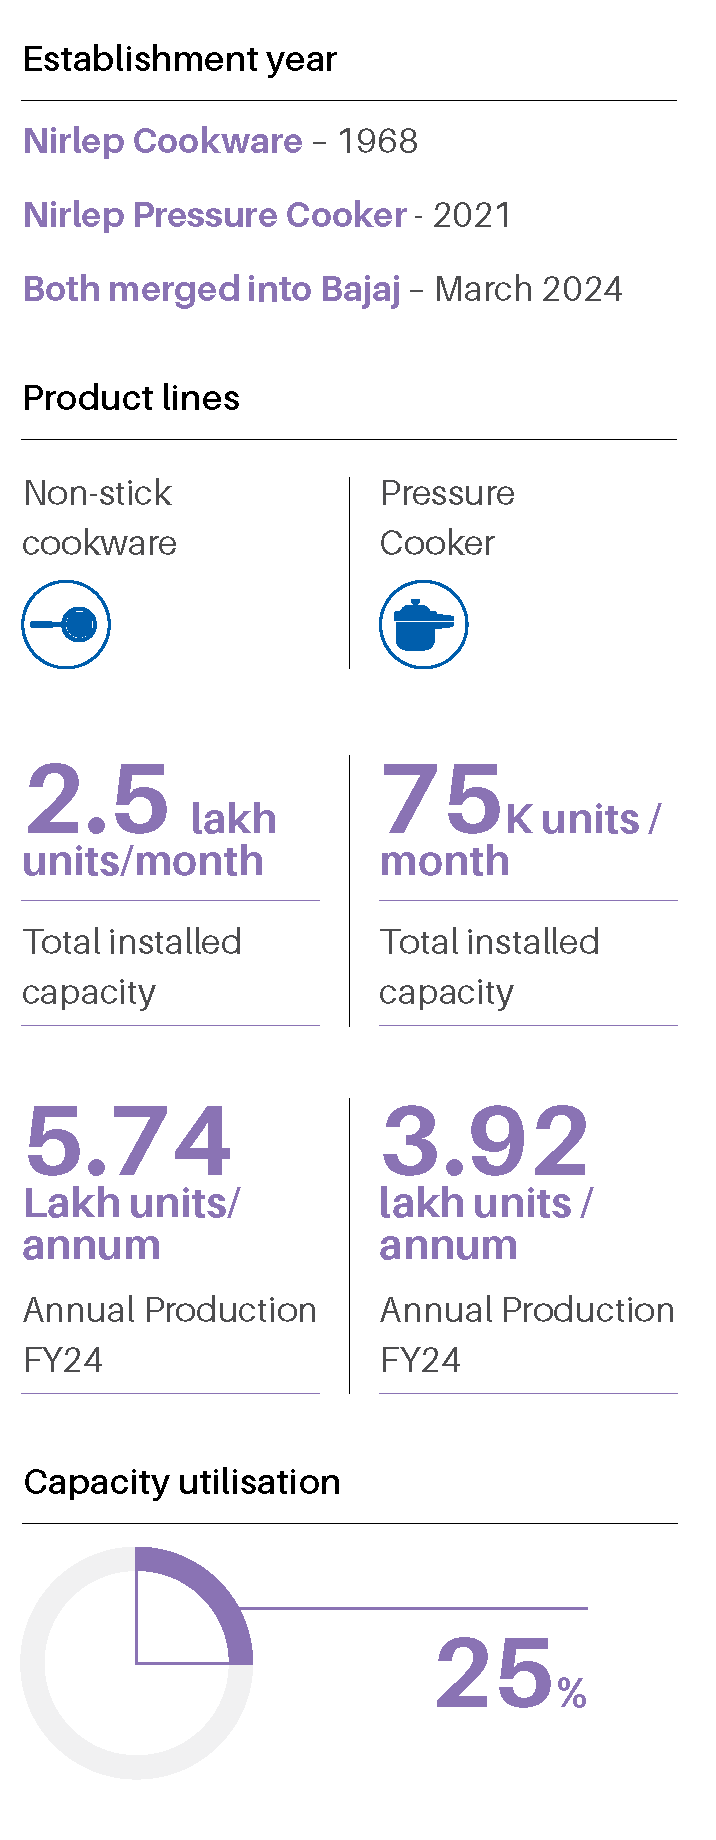 Establishment year
Nirlep Cookware – 1968
Nirlep Pressure Cooker - 2021
Both merged into Bajaj – March 2024
Product lines
Non-stick
cookware
Pressure
Cooker
2.5 lakh
units/month
Total installed
capacity
75K units /
month
Total installed
capacity
5.74
Lakh units/
annum
Annual Production
FY24
3.92
lakh units /
annum
Annual Production
FY24
Capacity utilisation
25%